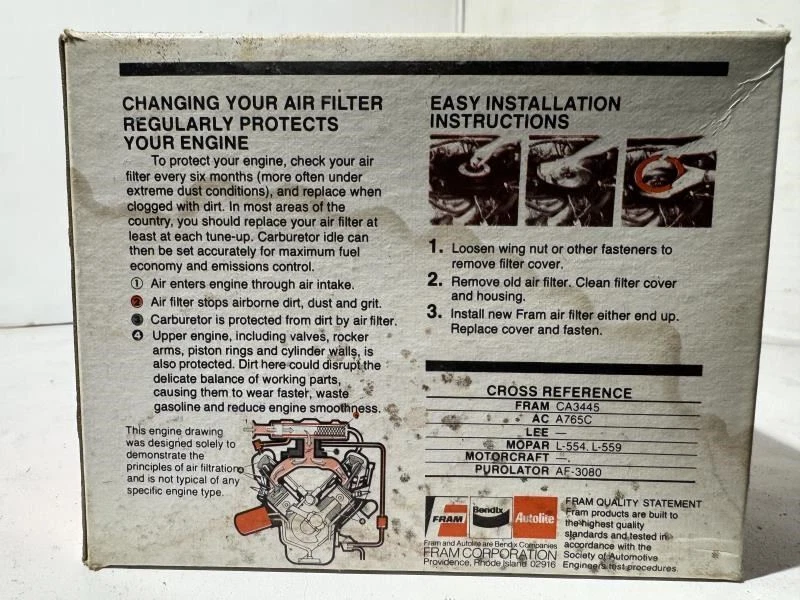 CHANGING YOUR AIR FILTER
REGULARLY PROTECTS
YOUR ENGINE
To protect your engine, check your air
filter every six months (more often under
extreme dust conditions), and replace when
clogged with dirt. In most areas of the
country, you should replace your air filter at
least at each tune-up. Carburetor idle can
then be set accurately for maximum fuel
economy and emissions control.
① Air enters engine through air intake.
② Air filter stops airborne dirt, dust and grit.
③ Carburetor is protected from dirt by air filter.
④ Upper engine, including valves, rocker
arms, piston rings and cylinder walls, is
also protected. Dirt here could disrupt the
delicate balance of working parts,
causing them to wear faster, waste
gasoline and reduce engine smoothness.
This engine drawing
was designed solely to
demonstrate the
principles of air filtration
and is not typical of any
specific engine type.
EASY INSTALLATION
INSTRUCTIONS
1. Loosen wing nut or other fasteners to
remove filter cover.
2. Remove old air filter. Clean filter cover
and housing.
3. Install new Fram air filter either end up.
Replace cover and fasten.
CROSS REFERENCE
FRAM CA3445
AC A765C
LEE —
MOPAR L-554, L-559
MOTORCRAFT —
PUROLATOR AF-3080
FRAM
Bendix
Autolite
Fram and Autolite are Bendix Companies
FRAM CORPORATION
Providence, Rhode Island 02916
FRAM QUALITY STATEMENT
Fram products are built to
the highest quality
standards and tested in
accordance with the
Society of Automotive
Engineers test procedures.